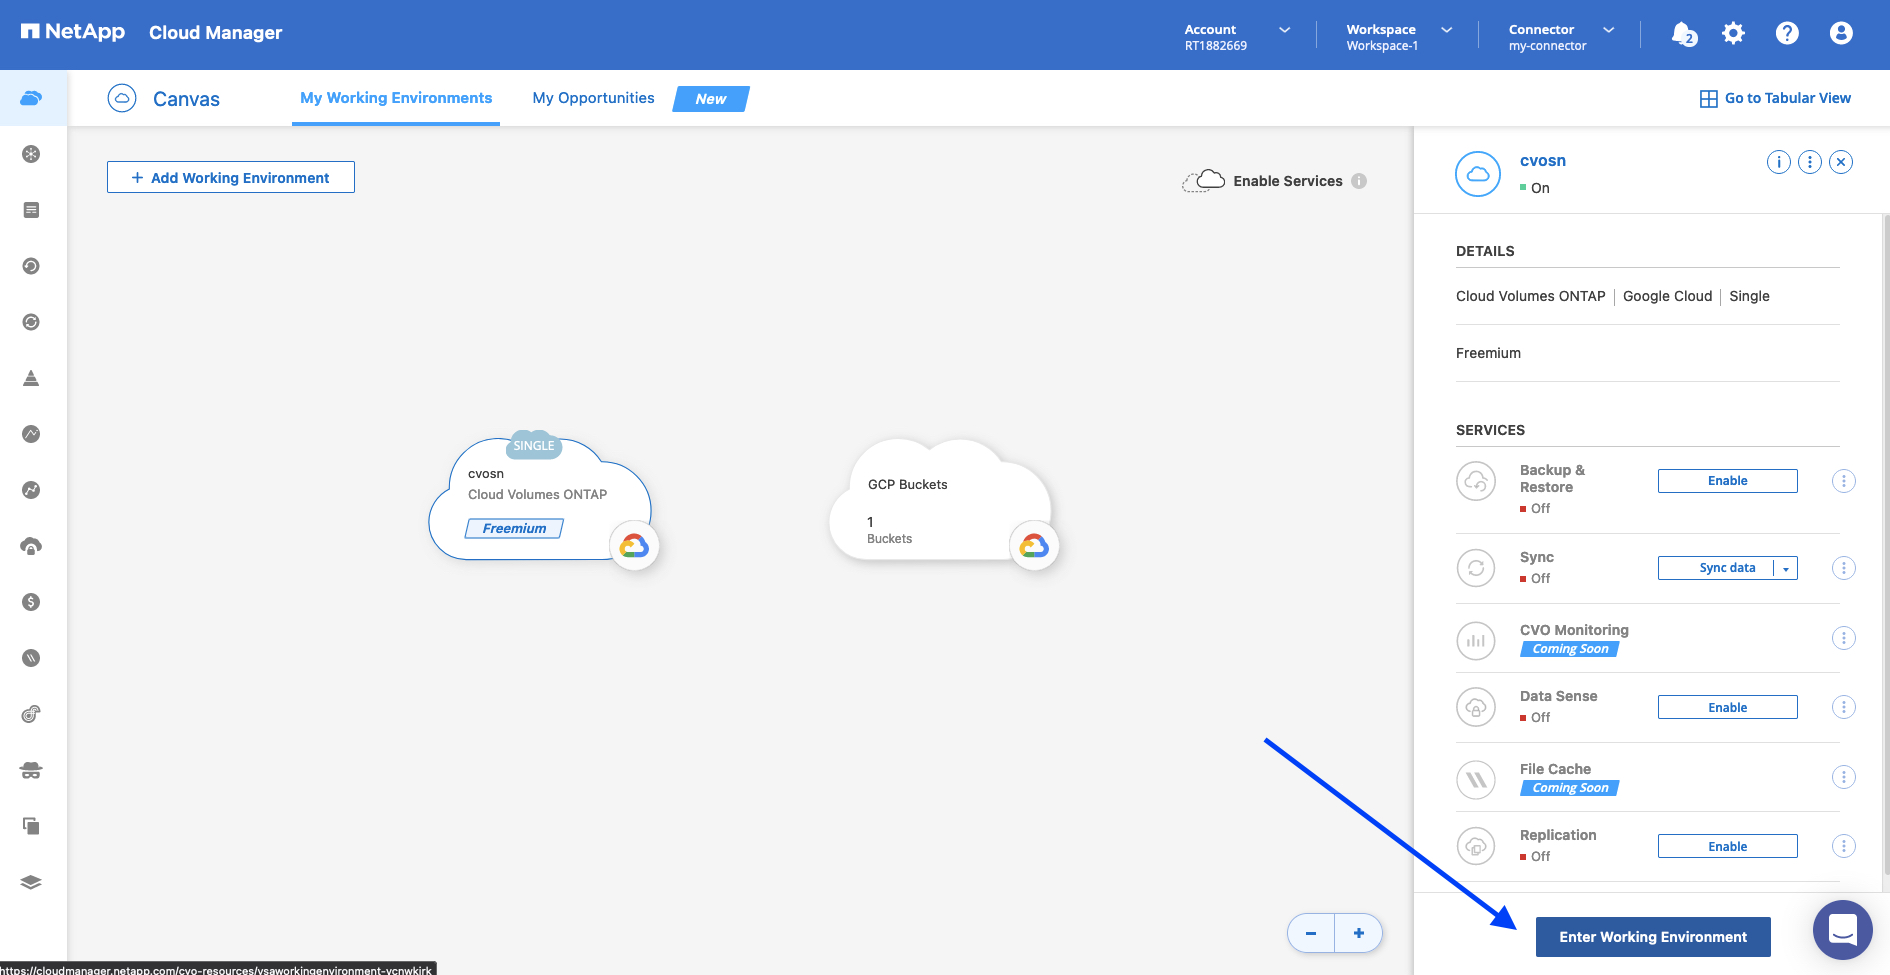 NetApp Cloud Manager
Account
RT1882669
Workspace
Workspace-1
Connector
my-connector
2
?
Canvas
My Working Environments
My Opportunities
New
Go to Tabular View
+ Add Working Environment
Enable Services
i
SINGLE
cvosn
Cloud Volumes ONTAP
Freemium
GCP Buckets
1
Buckets
− +
cvosn
On
i
DETAILS
Cloud Volumes ONTAP | Google Cloud | Single
Freemium
SERVICES
Backup &
Restore
Off
Enable
Sync
Off
Sync data
CVO Monitoring
Coming Soon
Data Sense
Off
Enable
File Cache
Coming Soon
Replication
Off
Enable
Enter Working Environment
https://cloudmanager.netapp.com/cvo-resources/vsaworkingenvironment-vcnwkirk